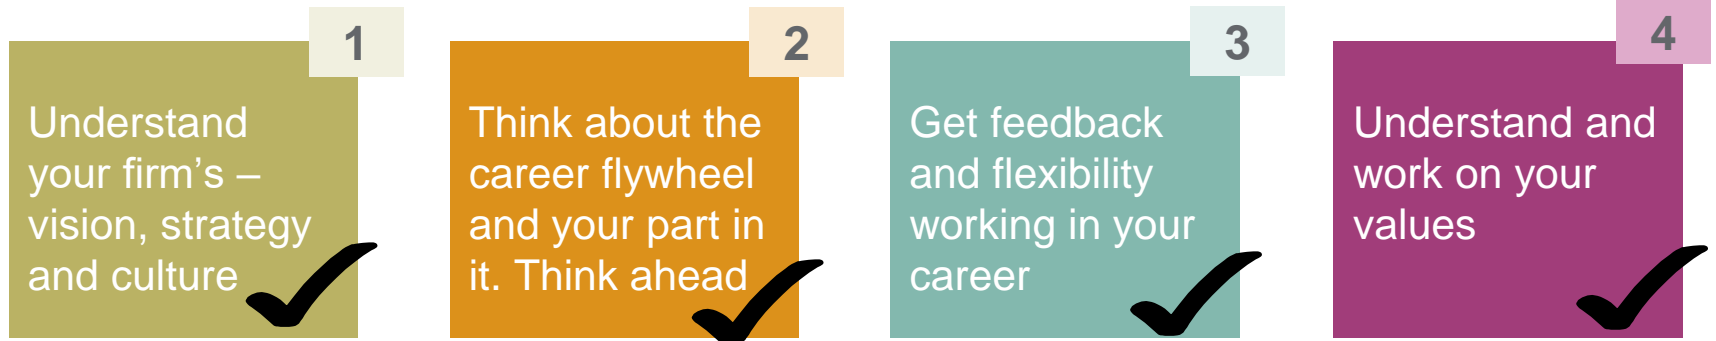 1
Understand
your firm's –
vision, strategy
and culture
2
Think about the
career flywheel
and your part in
it. Think ahead
3
Get feedback
and flexibility
working in your
career
4
Understand and
work on your
values